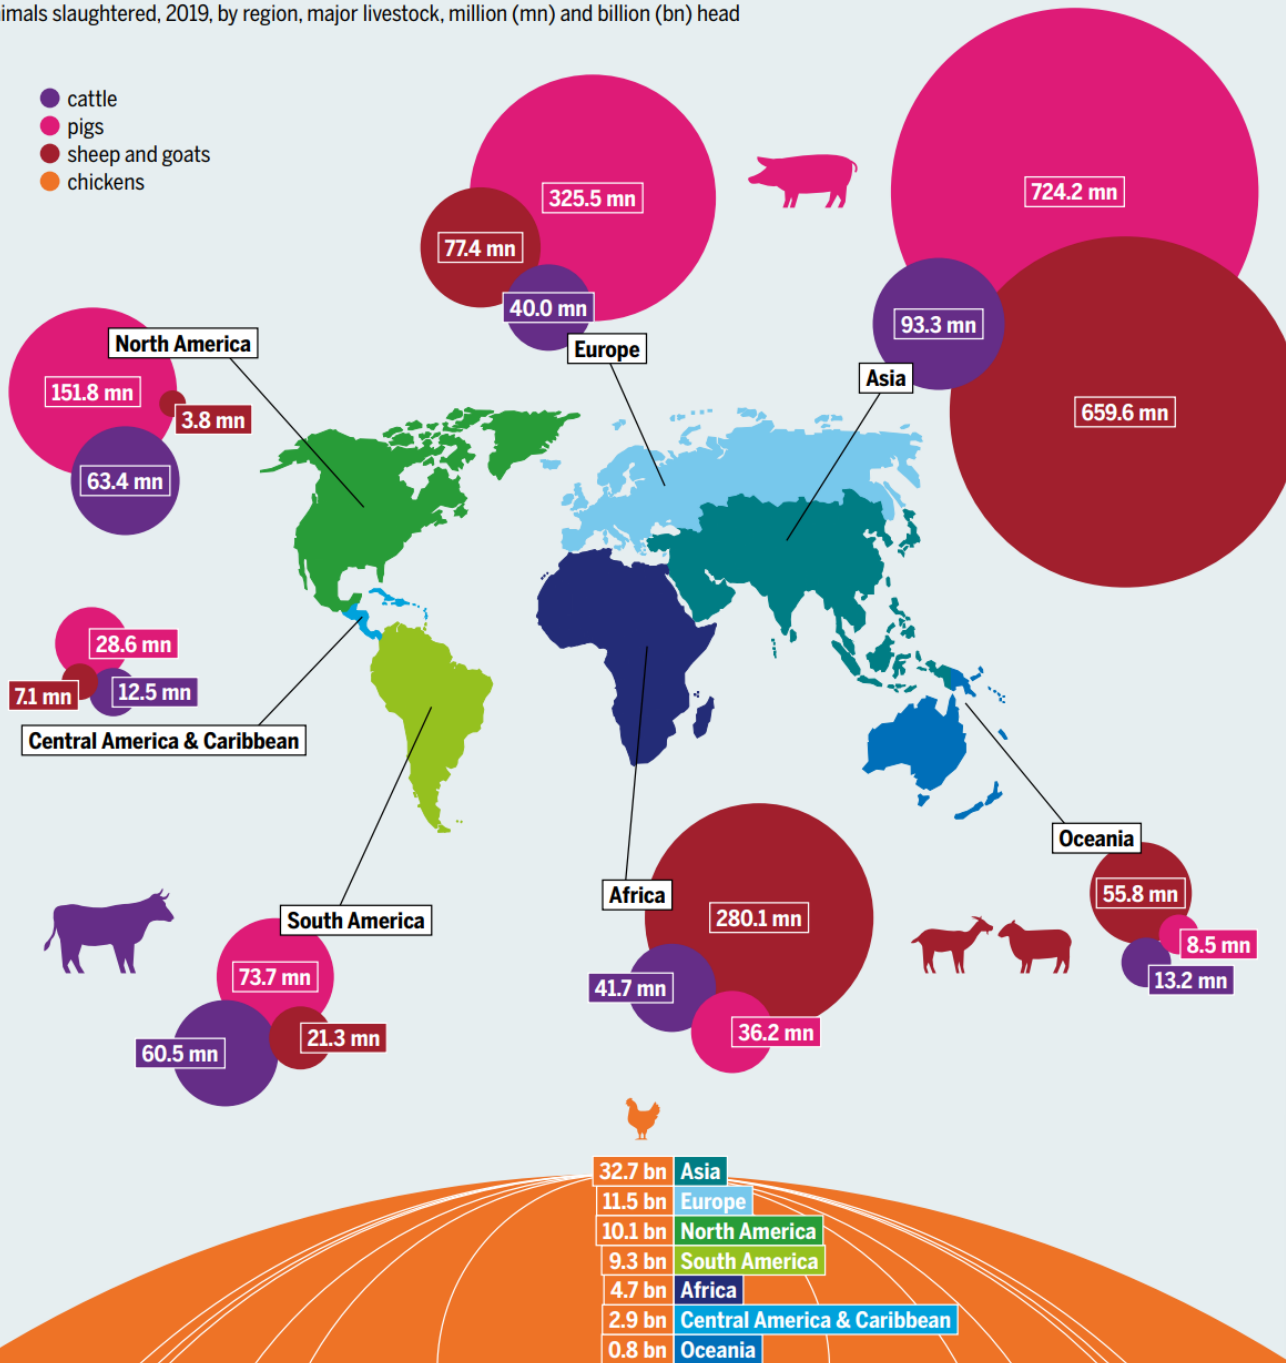 imals slaughtered, 2019, by region, major livestock, million (mn) and billion (bn) head
cattle
pigs
sheep and goats
chickens
325.5 mn
77.4 mn
40.0 mn
Europe
724.2 mn
93.3 mn
659.6 mn
Asia
North America
151.8 mn
3.8 mn
63.4 mn
28.6 mn
7.1 mn
12.5 mn
Central America & Caribbean
South America
73.7 mn
60.5 mn
21.3 mn
Africa
280.1 mn
41.7 mn
36.2 mn
Oceania
55.8 mn
8.5 mn
13.2 mn
32.7 bn Asia
11.5 bn Europe
10.1 bn North America
9.3 bn South America
4.7 bn Africa
2.9 bn Central America & Caribbean
0.8 bn Oceania